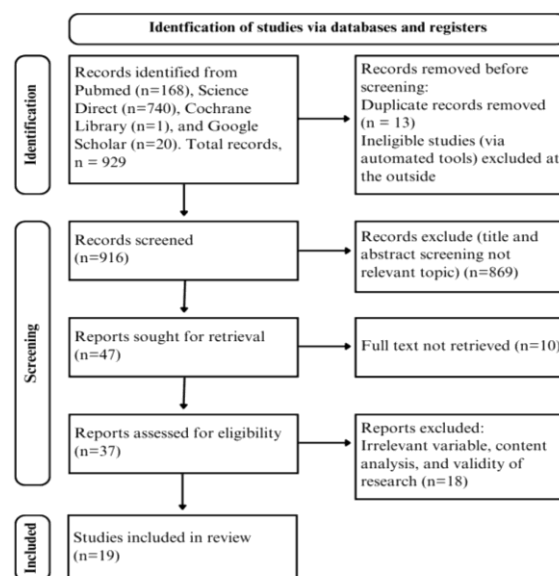 Identfication of studies via databases and registers
Identification
Records identified from
Pubmed (n=168), Science
Direct (n=740), Cochrane
Library (n=1), and Google
Scholar (n=20). Total records,
n = 929
Records removed before
screening:
Duplicate records removed
(n = 13)
Ineligible studies (via
automated tools) excluded at
the outside
Screening
Records screened
(n=916)
Records exclude (title and
abstract screening not
relevant topic) (n=869)
Reports sought for retrieval
(n=47)
Full text not retrieved (n=10)
Reports assessed for eligibility
(n=37)
Reports excluded:
Irrelevant variable, content
analysis, and validity of
research (n=18)
Included
Studies included in review
(n=19)